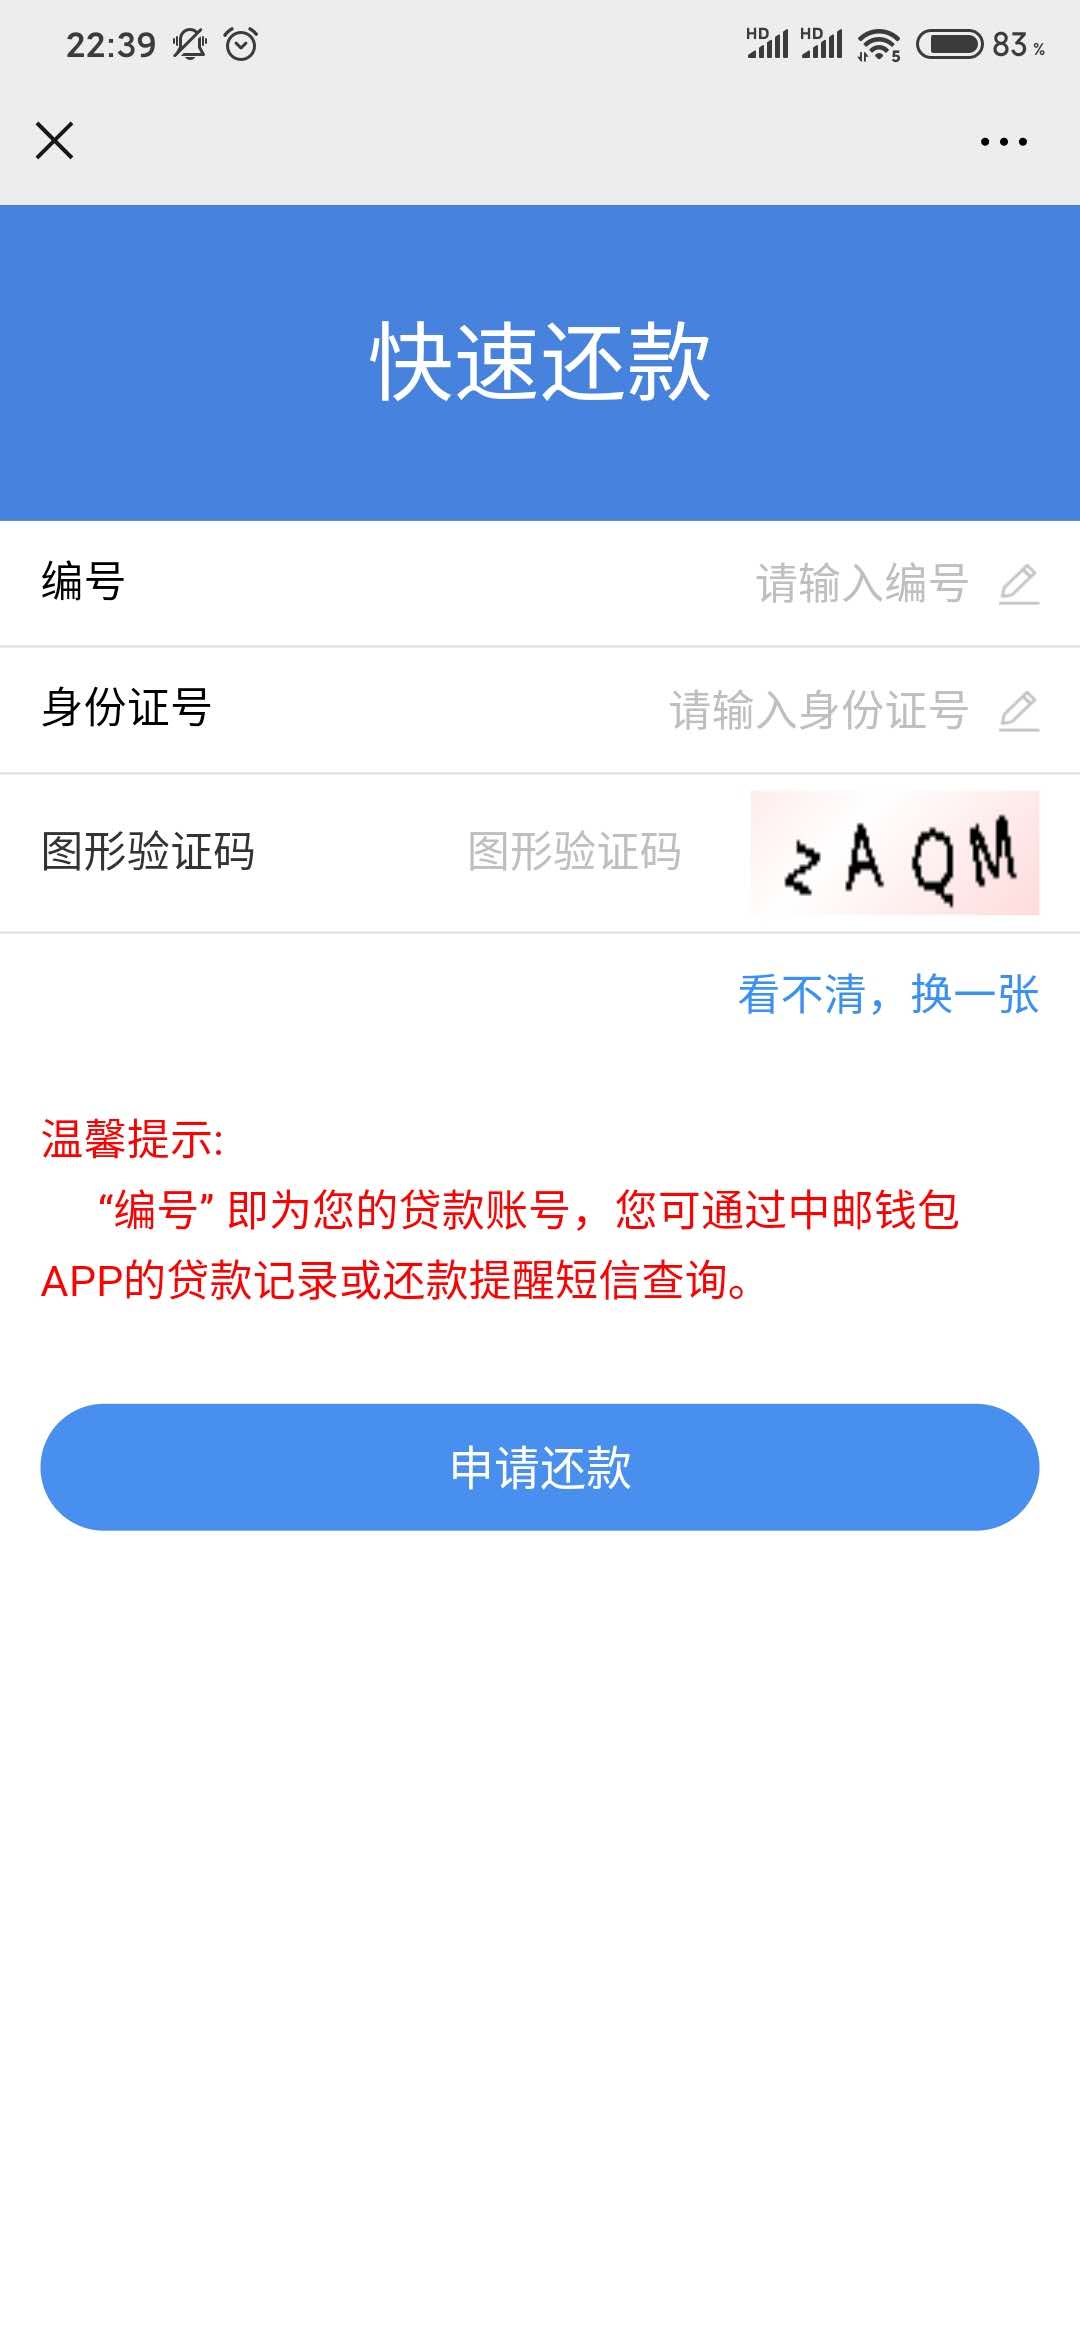 22:39 HD HD 5 83 %
快速还款
编号 请输入编号
身份证号 请输入身份证号
图形验证码 图形验证码 zAQM
看不清，换一张
温馨提示:
“编号” 即为您的贷款账号，您可通过中邮钱包
APP的贷款记录或还款提醒短信查询。
申请还款